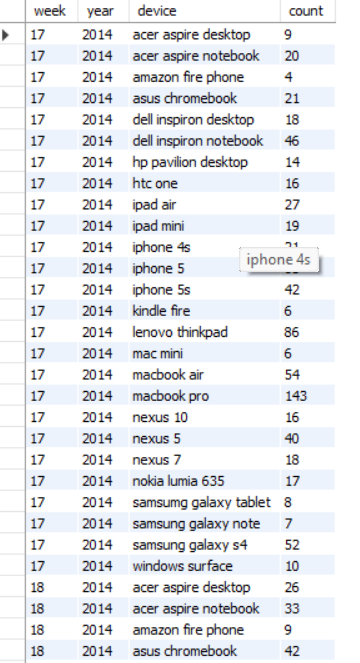 week year device count
17 2014 acer aspire desktop 9
17 2014 acer aspire notebook 20
17 2014 amazon fire phone 4
17 2014 asus chromebook 21
17 2014 dell inspiron desktop 18
17 2014 dell inspiron notebook 46
17 2014 hp pavilion desktop 14
17 2014 htc one 16
17 2014 ipad air 27
17 2014 ipad mini 19
17 2014 iphone 4s
iphone 4s
17 2014 iphone 5
17 2014 iphone 5s 42
17 2014 kindle fire 6
17 2014 lenovo thinkpad 86
17 2014 mac mini 6
17 2014 macbook air 54
17 2014 macbook pro 143
17 2014 nexus 10 16
17 2014 nexus 5 40
17 2014 nexus 7 18
17 2014 nokia lumia 635 17
17 2014 samsumg galaxy tablet 8
17 2014 samsung galaxy note 7
17 2014 samsung galaxy s4 52
17 2014 windows surface 10
18 2014 acer aspire desktop 26
18 2014 acer aspire notebook 33
18 2014 amazon fire phone 9
18 2014 asus chromebook 42